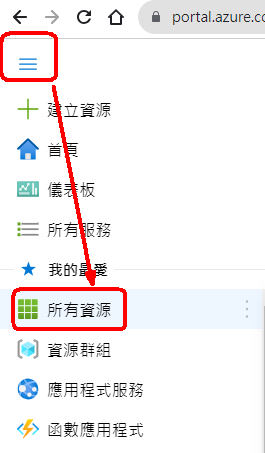 portal.azure.co
建立資源
首頁
儀表板
所有服務
我的最愛
所有資源
資源群組
應用程式服務
函數應用程式